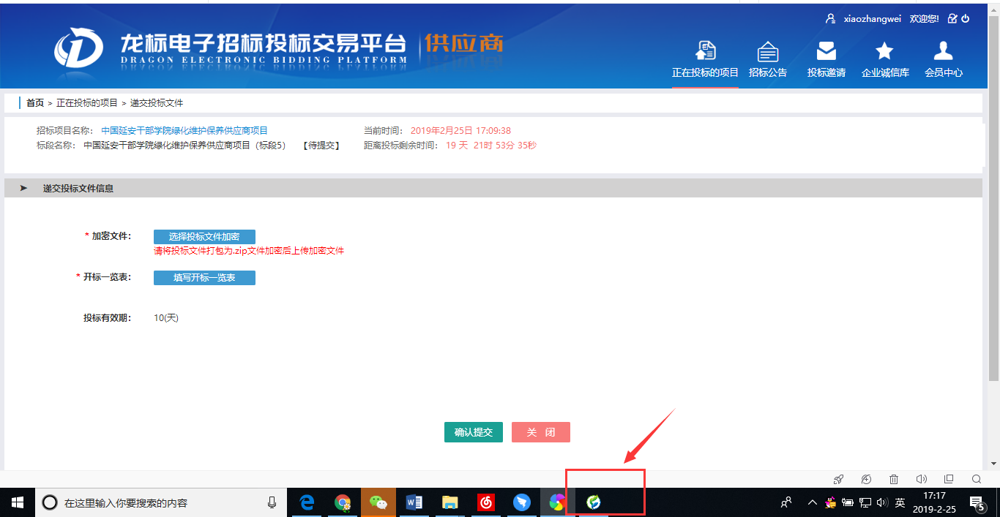 xiaozhangwei 欢迎您!
龙标电子招标投标交易平台 供应商
DRAGON ELECTRONIC BIDDING PLATFORM
正在投标的项目 招标公告 投标邀请 企业诚信库 会员中心
首页 > 正在投标的项目 > 递交投标文件
招标项目名称: 中国延安干部学院绿化维护保养供应商项目 当前时间: 2019年2月25日 17:09:38
标段名称: 中国延安干部学院绿化维护保养供应商项目（标段5） 【待提交】 距离投标剩余时间: 19 天 21时 53分 35秒
递交投标文件信息
* 加密文件: 选择投标文件加密
请将投标文件打包为.zip文件加密后上传加密文件
* 开标一览表: 填写开标一览表
投标有效期: 10(天)
确认提交 关 闭
在这里输入你要搜索的内容
英 17:17
2019-2-25
5